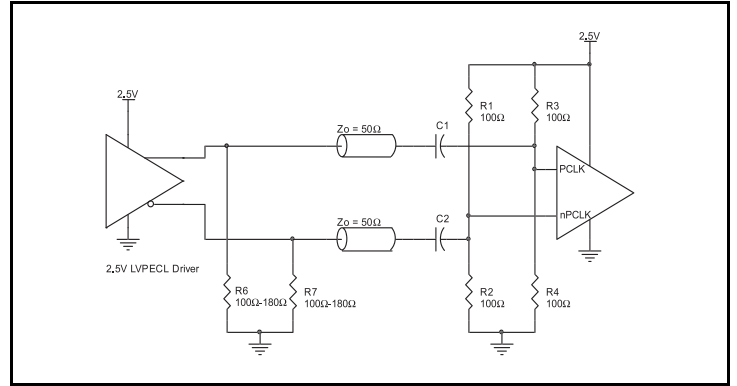 2.5V
2.5V
R1
100Ω
R3
100Ω
Zo = 50Ω
C1
PCLK
nPCLK
Zo = 50Ω
C2
2.5V LVPECL Driver
R6
100Ω-180Ω
R7
100Ω-180Ω
R2
100Ω
R4
100Ω